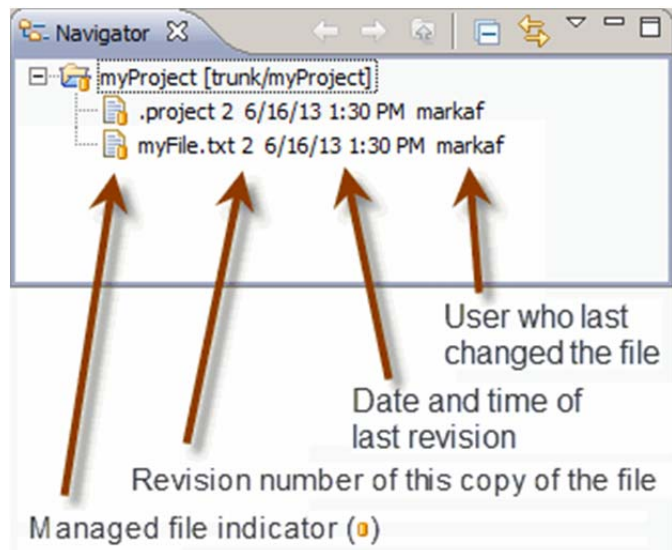 Navigator
myProject [trunk/myProject]
.project 2 6/16/13 1:30 PM markaf
myFile.txt 2 6/16/13 1:30 PM markaf
User who last
changed the file
Date and time of
last revision
Revision number of this copy of the file
Managed file indicator ()